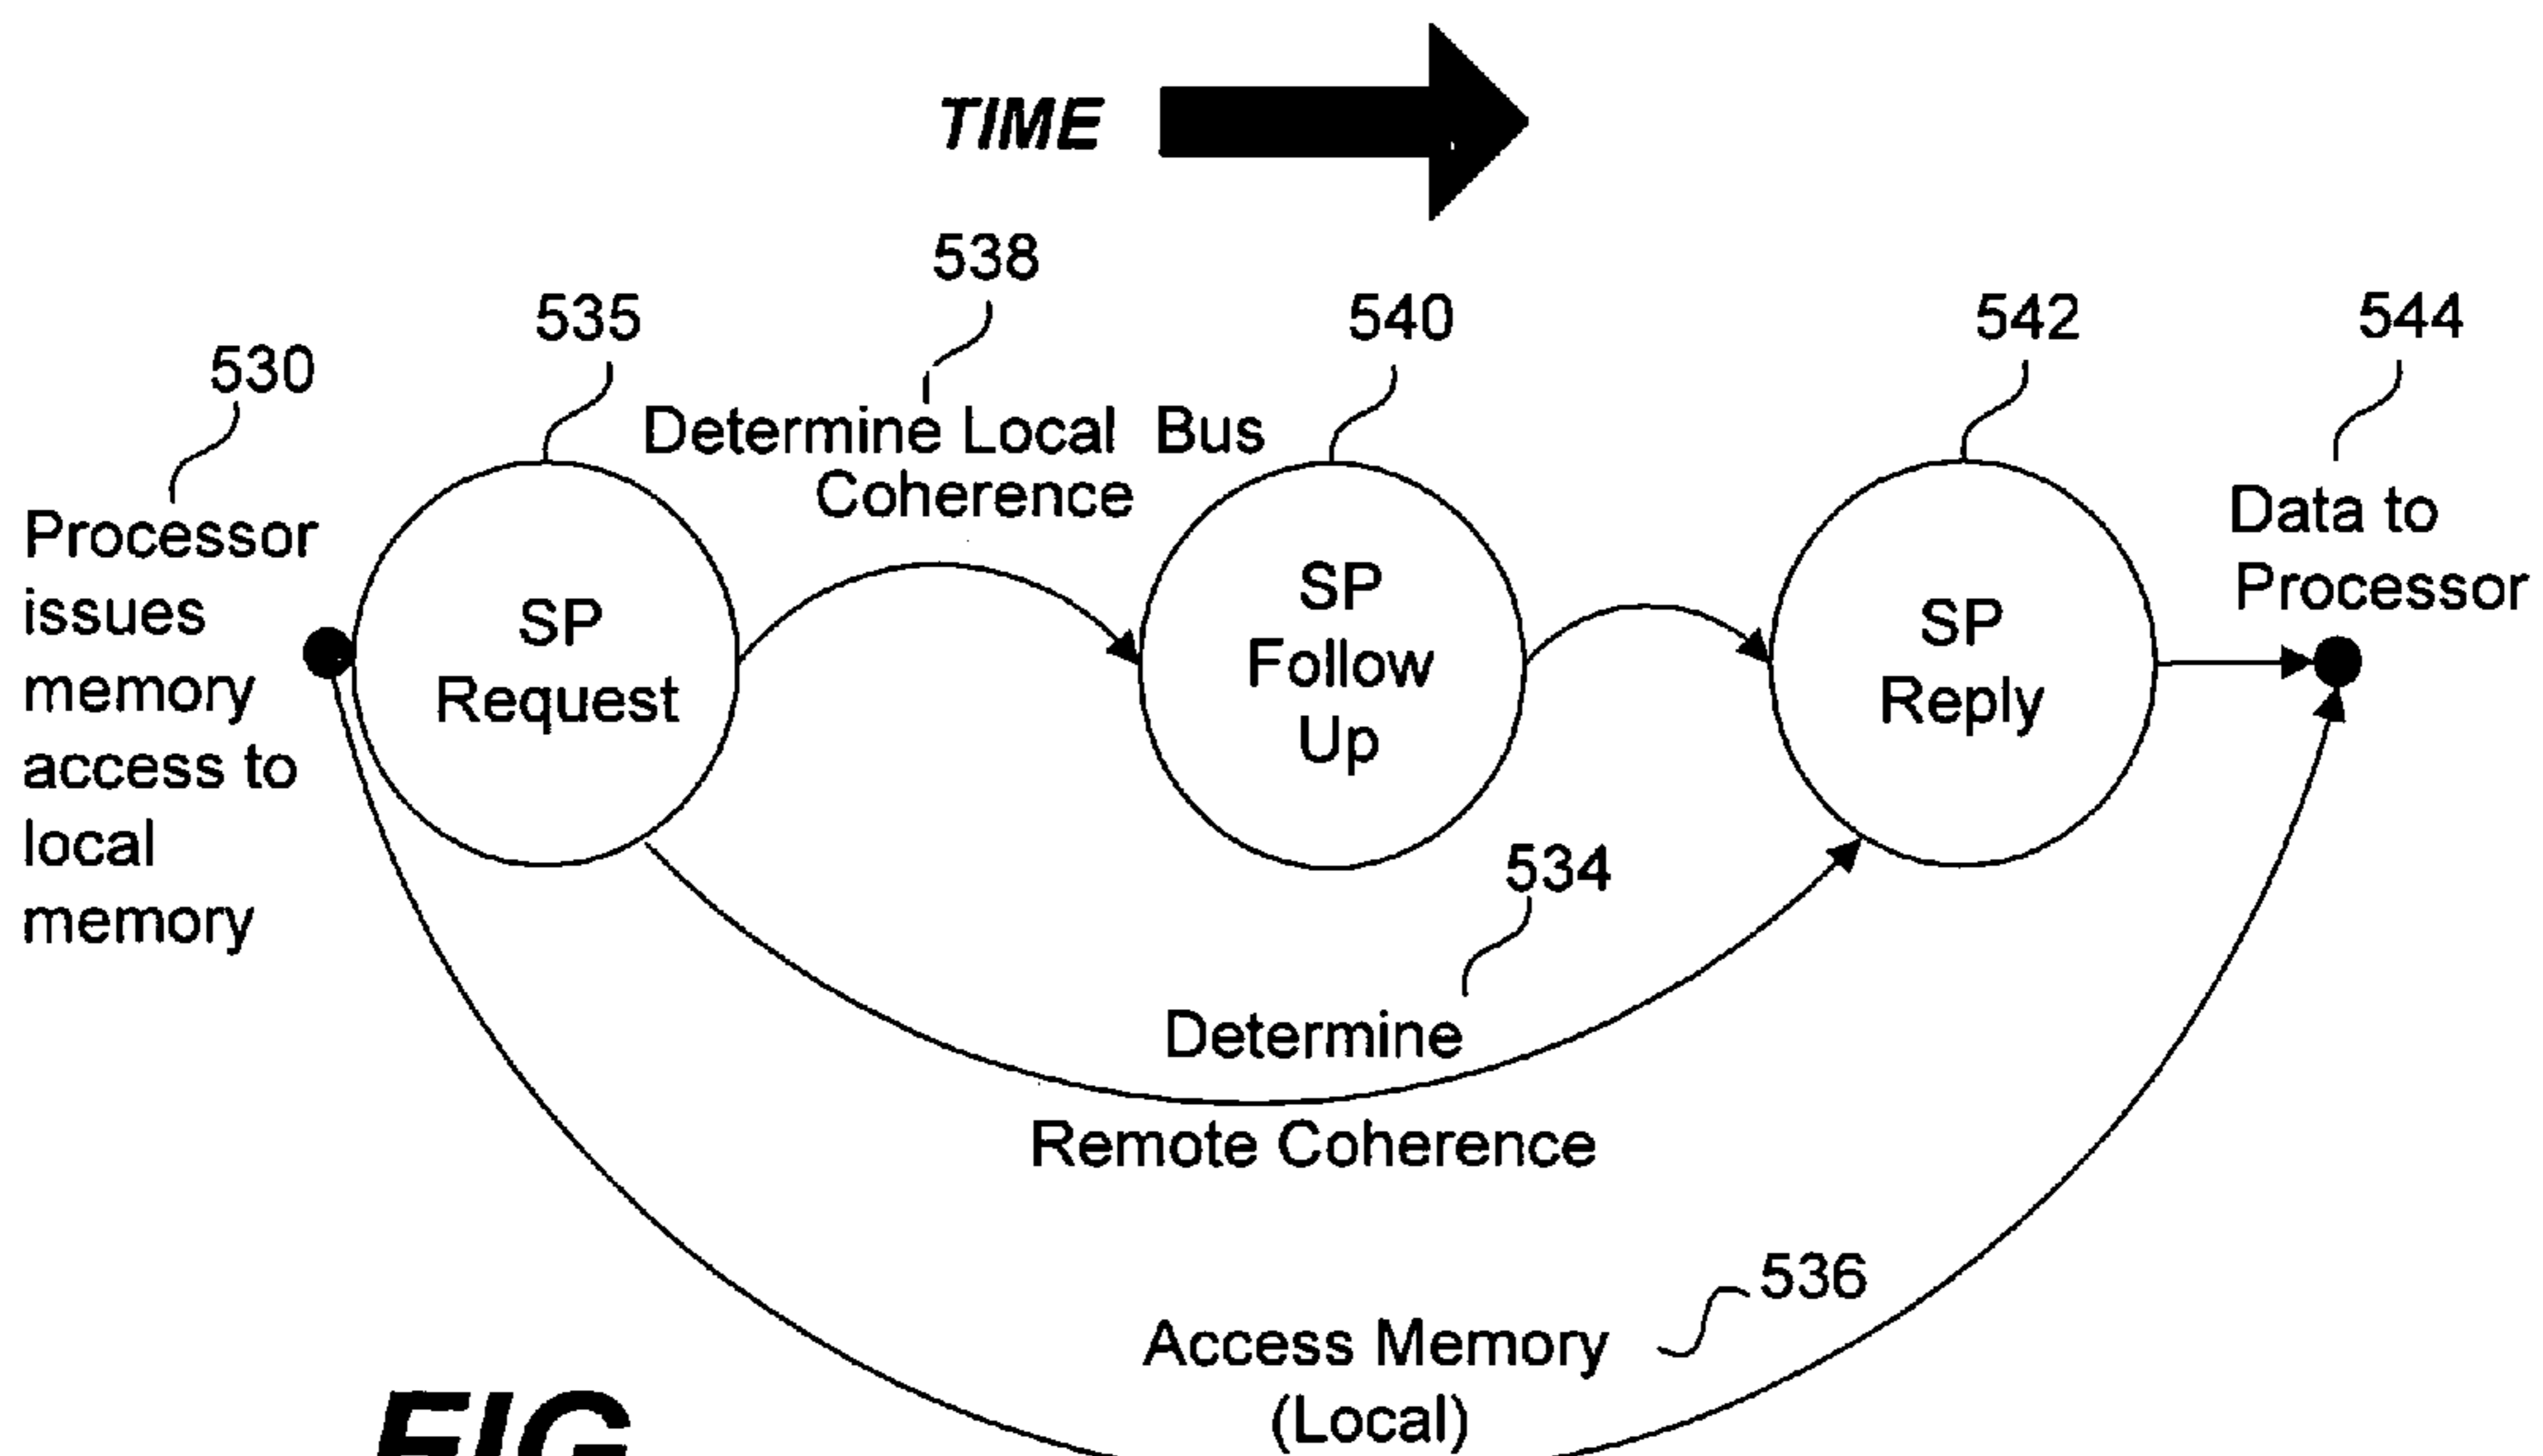 TIME
538
535
540
542
544
530
Determine Local Bus
Coherence
Processor
issues
memory
access to
local
memory
SP
Request
SP
Follow
Up
SP
Reply
Data to
Processor
534
Determine
Remote Coherence
536
Access Memory
(Local)
FIG